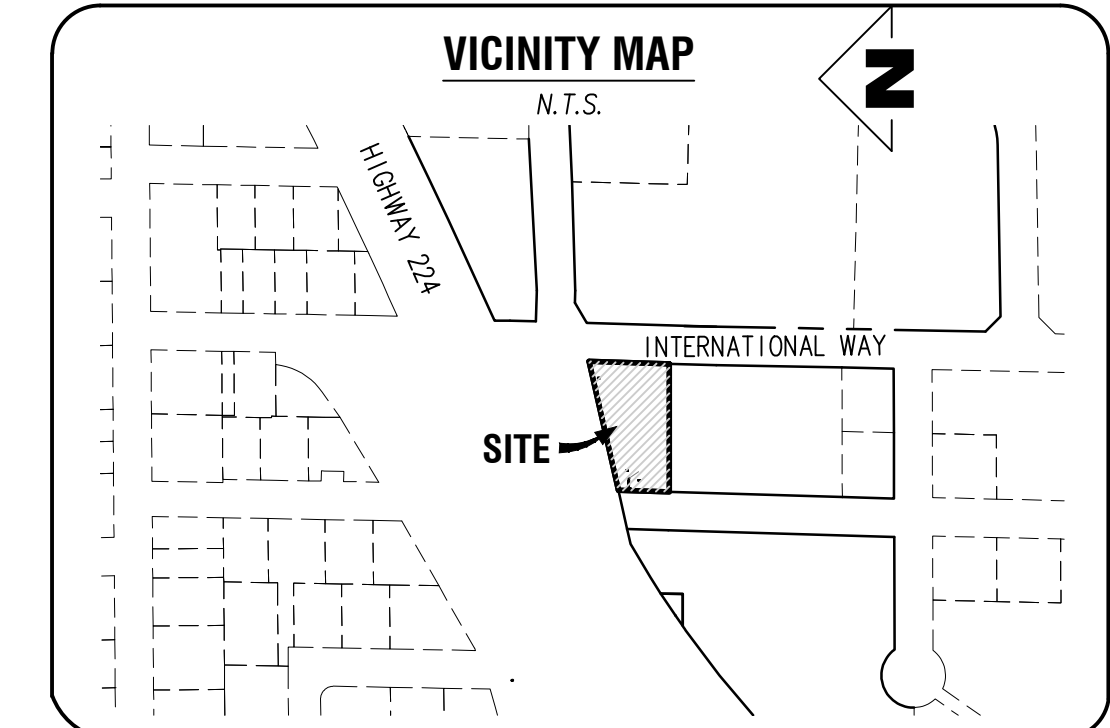 VICINITY MAP
N.T.S.
N
HIGHWAY 224
INTERNATIONAL WAY
SITE